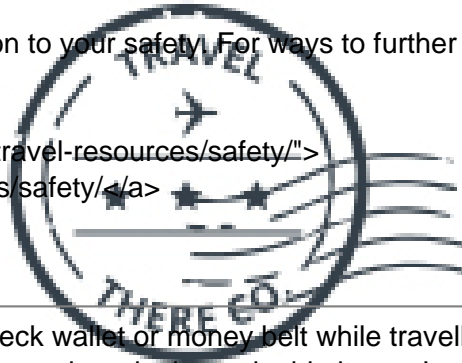 on to your safety. For ways to further
TRAVEL
travel-resources/safety/">
s/safety/</a>
THERE CO.
eck wallet or money belt while travell